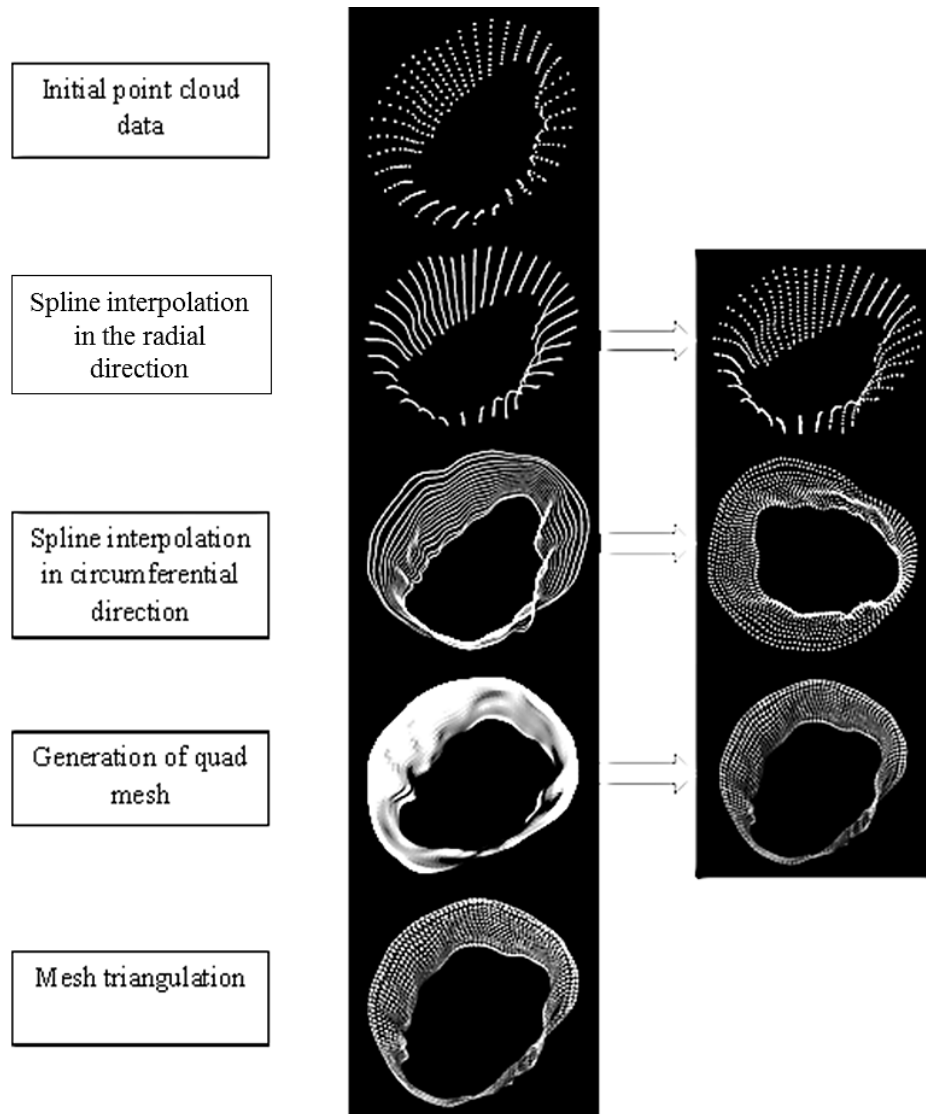 Initial point cloud
data
Spline interpolation
in the radial
direction
Spline interpolation
in circumferential
direction
Generation of quad
mesh
Mesh triangulation